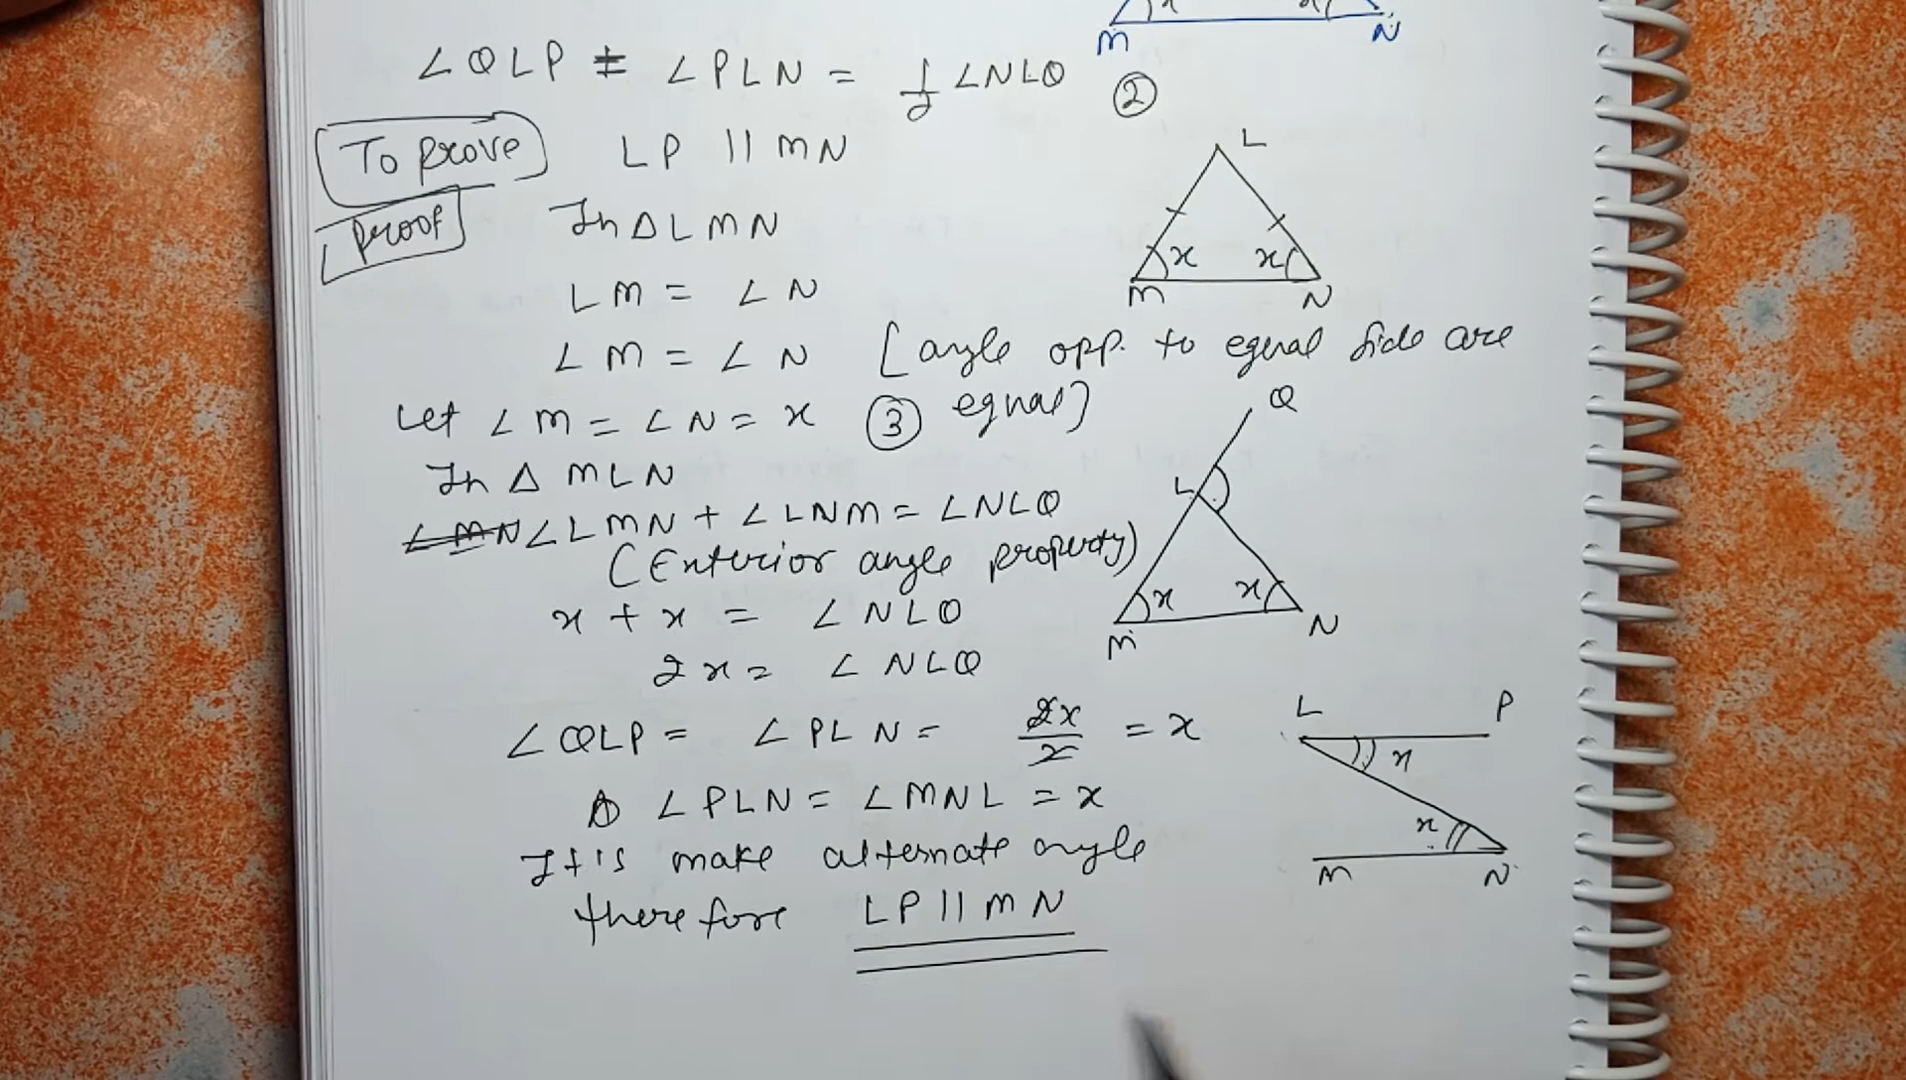 M N
∠QLP = ∠PLN = 1/2 ∠NLQ ②
To prove LP || MN
Proof In △LMN
LM = LN
∠M = ∠N [angle opp. to equal side are
equal]
Let ∠M = ∠N = x ③
In △ MLN
∠LMN + ∠LNM = ∠NLQ
(Exterior angle property)
x + x = ∠NLQ
2x = ∠NLQ
∠QLP = ∠PLN = 2x/2 = x
∠PLN = ∠MNL = x
It is make alternate angle
therefore LP || MN
L
x x
M N
Q
L
x x
M N
L P
x
x
M N